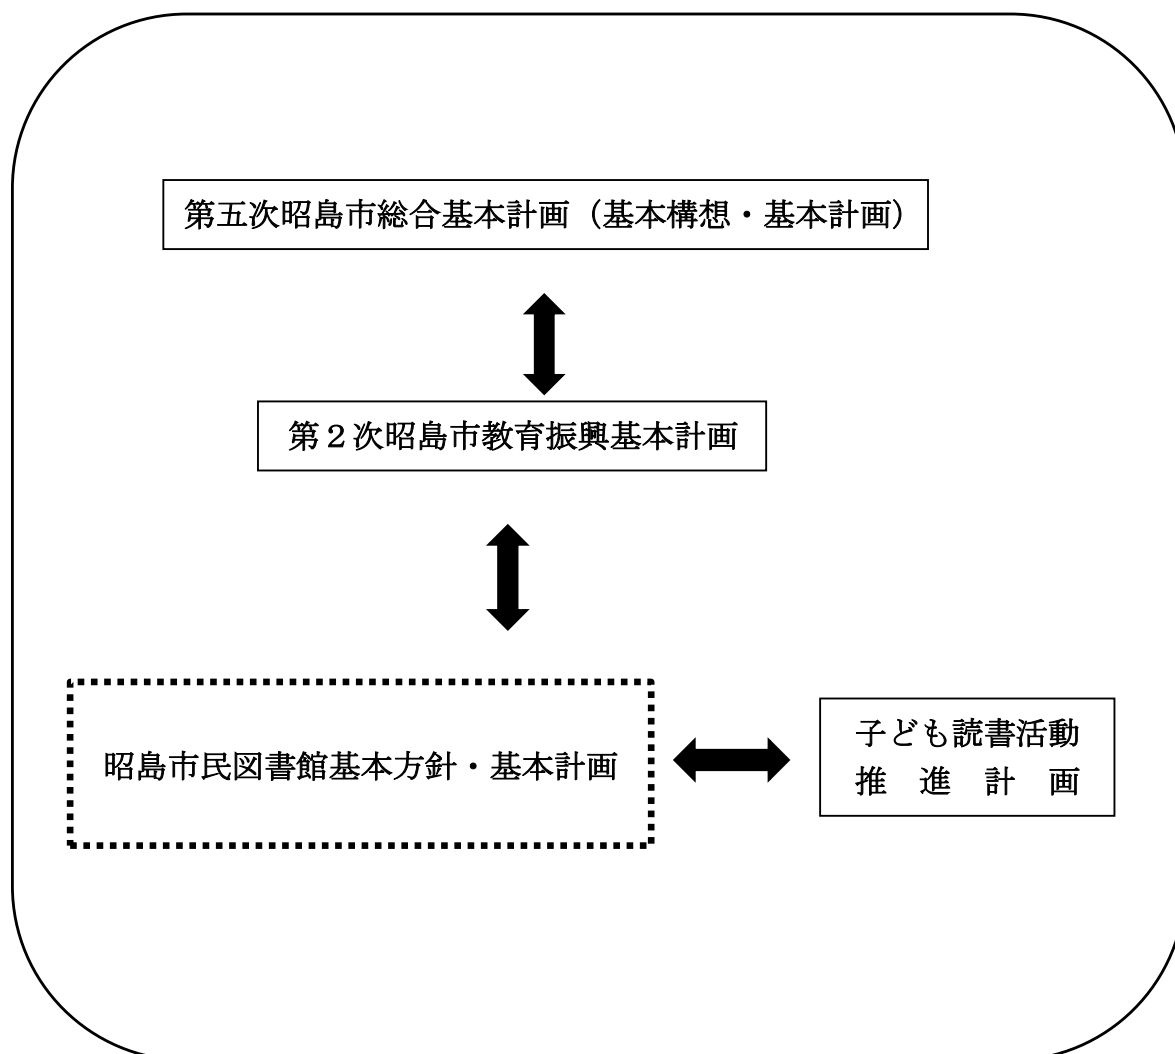 第五次昭島市総合基本計画（基本構想・基本計画）
第２次昭島市教育振興基本計画
昭島市民図書館基本方針・基本計画
子ども読書活動
推　進　計　画